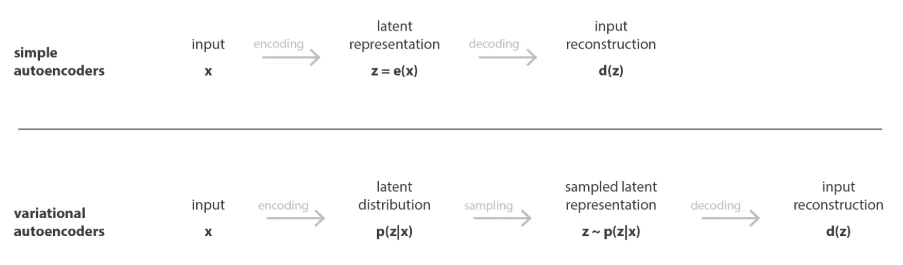 simple
autoencoders
input
x
encoding
latent
representation
z = e(x)
decoding
input
reconstruction
d(z)
variational
autoencoders
input
x
encoding
latent
distribution
p(z|x)
sampling
sampled latent
representation
z ~ p(z|x)
decoding
input
reconstruction
d(z)